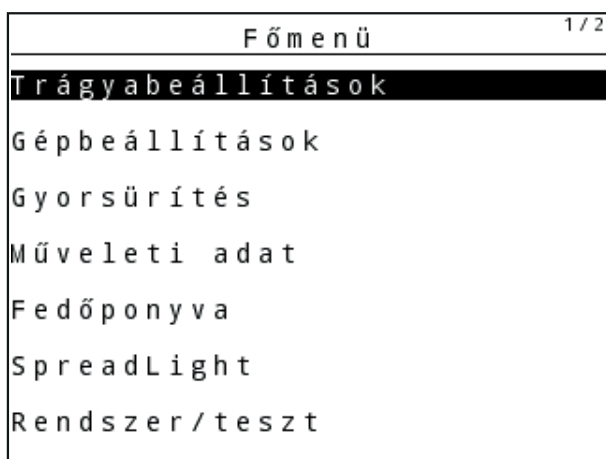 Főmenü 1/2
Trágyabeállítások
Gépbeállítások
Gyorsürítés
Műveleti adat
Fedőponyva
SpreadLight
Rendszer/teszt